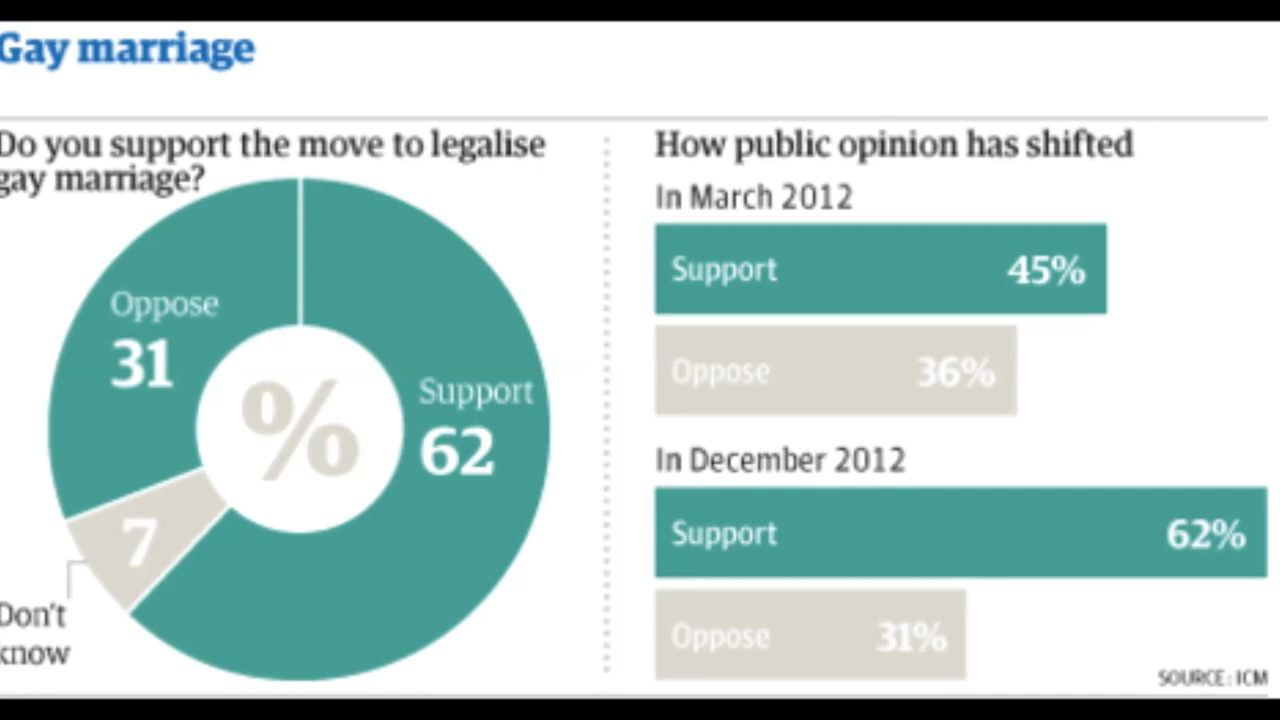 Gay marriage
Do you support the move to legalise
gay marriage?
Oppose
31
Support
62
%
7
Don't
know
How public opinion has shifted
In March 2012
Support 45%
Oppose 36%
In December 2012
Support 62%
Oppose 31%
SOURCE: ICM